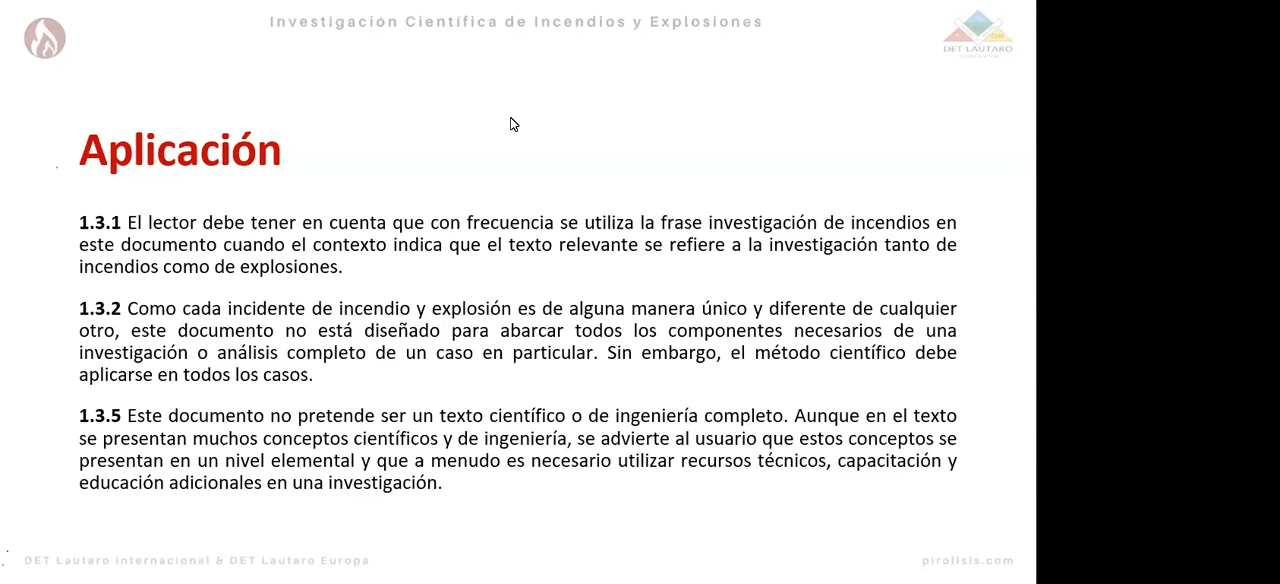 Investigación Científica de Incendios y Explosiones
DET LAUTARO
Aplicación
1.3.1 El lector debe tener en cuenta que con frecuencia se utiliza la frase investigación de incendios en
este documento cuando el contexto indica que el texto relevante se refiere a la investigación tanto de
incendios como de explosiones.
1.3.2 Como cada incidente de incendio y explosión es de alguna manera único y diferente de cualquier
otro, este documento no está diseñado para abarcar todos los componentes necesarios de una
investigación o análisis completo de un caso en particular. Sin embargo, el método científico debe
aplicarse en todos los casos.
1.3.5 Este documento no pretende ser un texto científico o de ingeniería completo. Aunque en el texto
se presentan muchos conceptos científicos y de ingeniería, se advierte al usuario que estos conceptos se
presentan en un nivel elemental y que a menudo es necesario utilizar recursos técnicos, capacitación y
educación adicionales en una investigación.
DET Lautaro Internacional & DET Lautaro Europa
pirolisis.com